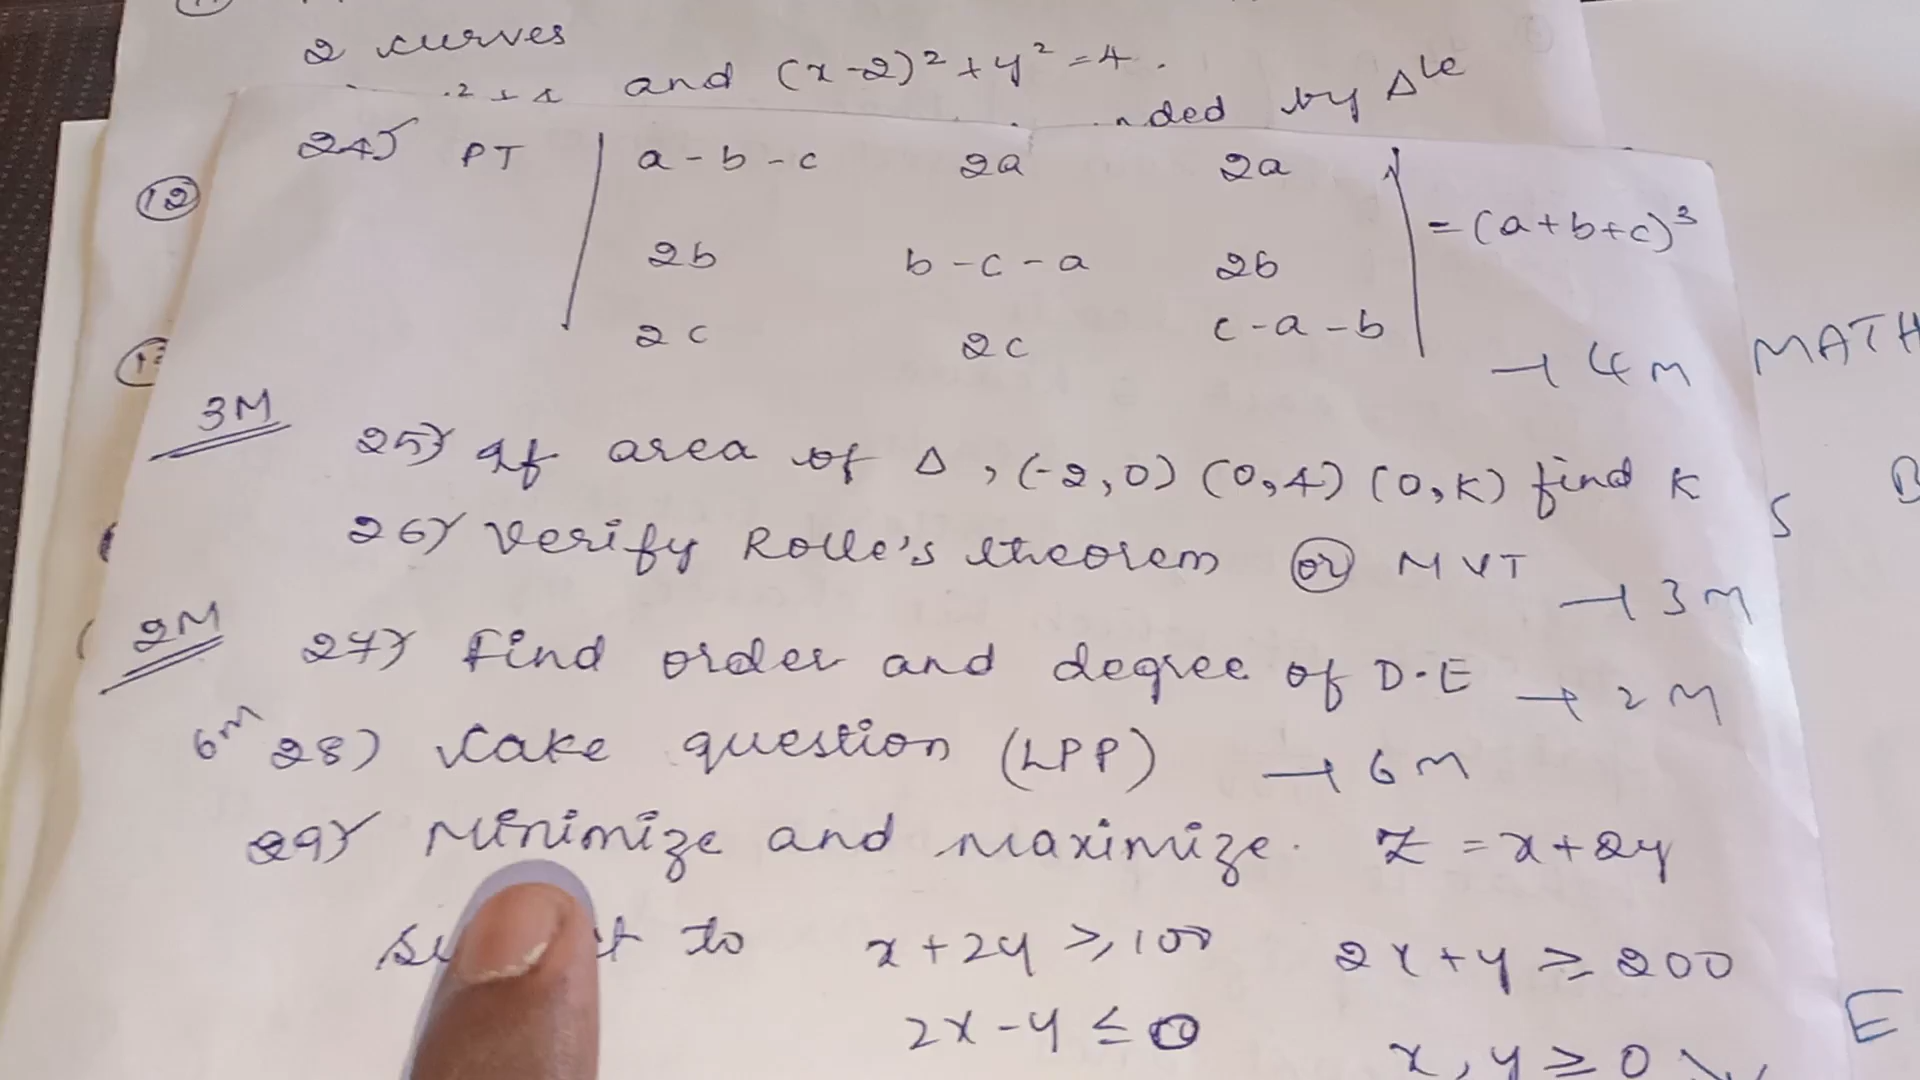 2 curves
and (x-2)² + y² = 4.
by Δle
12
24) PT | a-b-c 2a 2a |
= (a+b+c)³
2b b-c-a 2b
2c 2c c-a-b
→ 4m
MATH
3M
25) If area of Δ, (-2,0) (0,4) (0,K) find K
S
26) Verify Rolle's theorem or MVT
→ 3m
2M
27) Find order and degree of D.E → 2M
6m 28) Cake question (LPP) → 6m
29) Minimize and Maximize. Z = x+2y
to x+2y ≥ 100 2x+y ≥ 200
2x-y ≤ 0 x,y ≥ 0
E